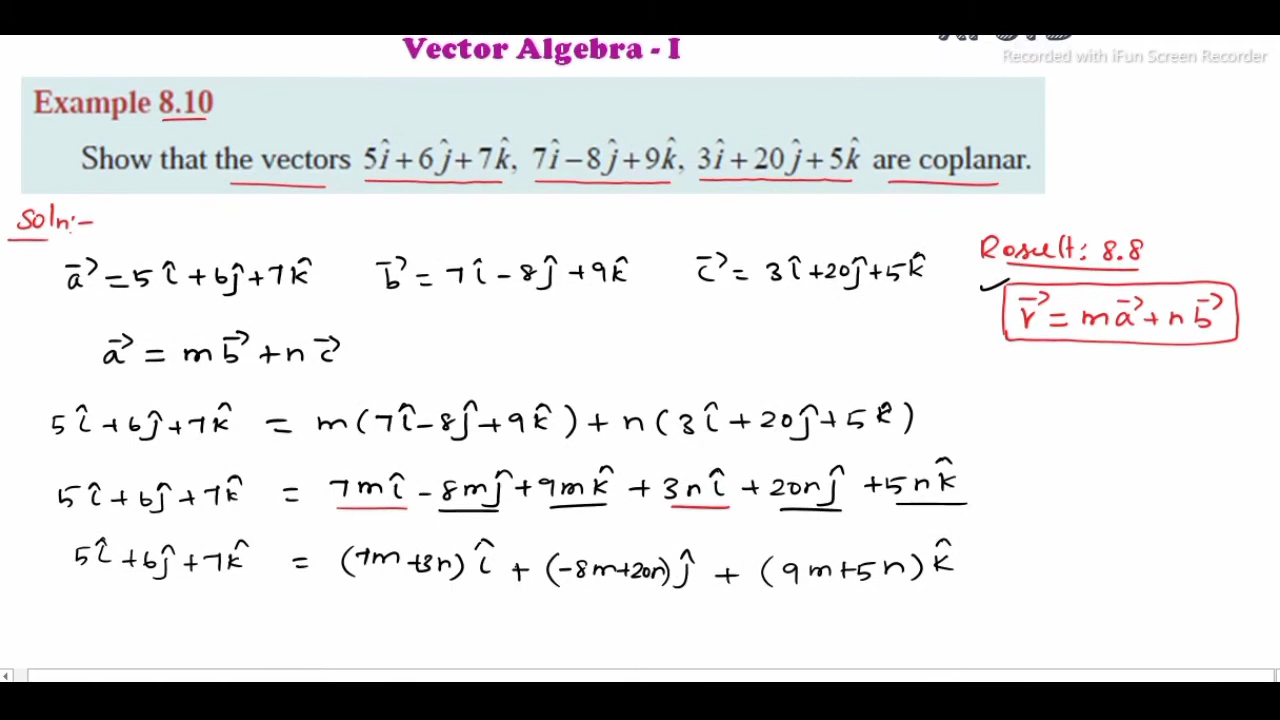 Vector Algebra - I
Recorded with iFun Screen Recorder
Example 8.10
Show that the vectors 5î + 6ĵ + 7k̂, 7î − 8ĵ + 9k̂, 3î + 20ĵ + 5k̂ are coplanar.
Soln:-
a⃗ = 5î + 6ĵ + 7k̂ b⃗ = 7î - 8ĵ + 9k̂ c⃗ = 3î + 20ĵ + 5k̂
Result: 8.8
r⃗ = ma⃗ + nb⃗
a⃗ = mb⃗ + nc⃗
5î + 6ĵ + 7k̂ = m(7î - 8ĵ + 9k̂) + n(3î + 20ĵ + 5k̂)
5î + 6ĵ + 7k̂ = 7mî - 8mĵ + 9mk̂ + 3nî + 20nĵ + 5nk̂
5î + 6ĵ + 7k̂ = (7m+3n)î + (-8m+20n)ĵ + (9m+5n)k̂